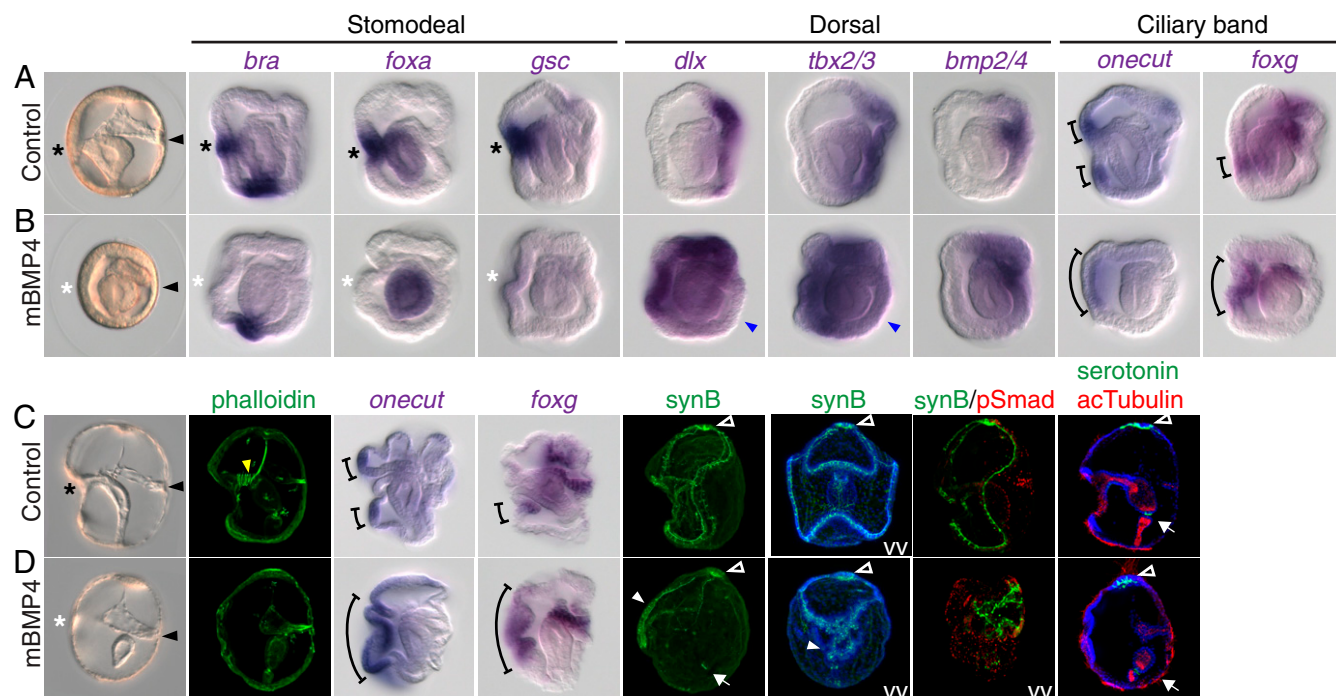 Stomodeal Dorsal Ciliary band
bra foxa gsc dlx tbx2/3 bmp2/4 onecut foxg
A
Control
B
mBMP4
phalloidin onecut foxg synB synB synB/pSmad serotonin
acTubulin
C
Control
vv
D
mBMP4
vv vv